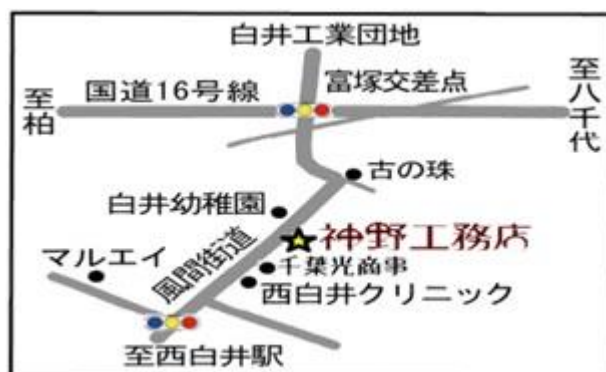 白井工業団地
国道16号線
富塚交差点
至柏
至八千代
古の珠
白井幼稚園
神野工務店
風間街道
マルエイ
千葉光商事
西白井クリニック
至西白井駅